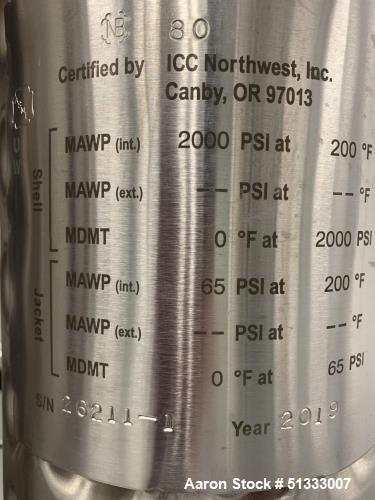 NB 80
Certified by ICC Northwest, Inc.
Canby, OR 97013
Shell
MAWP (int.) 2000 PSI at 200 °F
MAWP (ext.) -- PSI at -- °F
MDMT 0 °F at 2000 PSI
Jacket
MAWP (int.) 65 PSI at 200 °F
MAWP (ext.) -- PSI at -- °F
MDMT 0 °F at 65 PSI
S/N 26211-1 Year 2019
Aaron Stock # 51333007